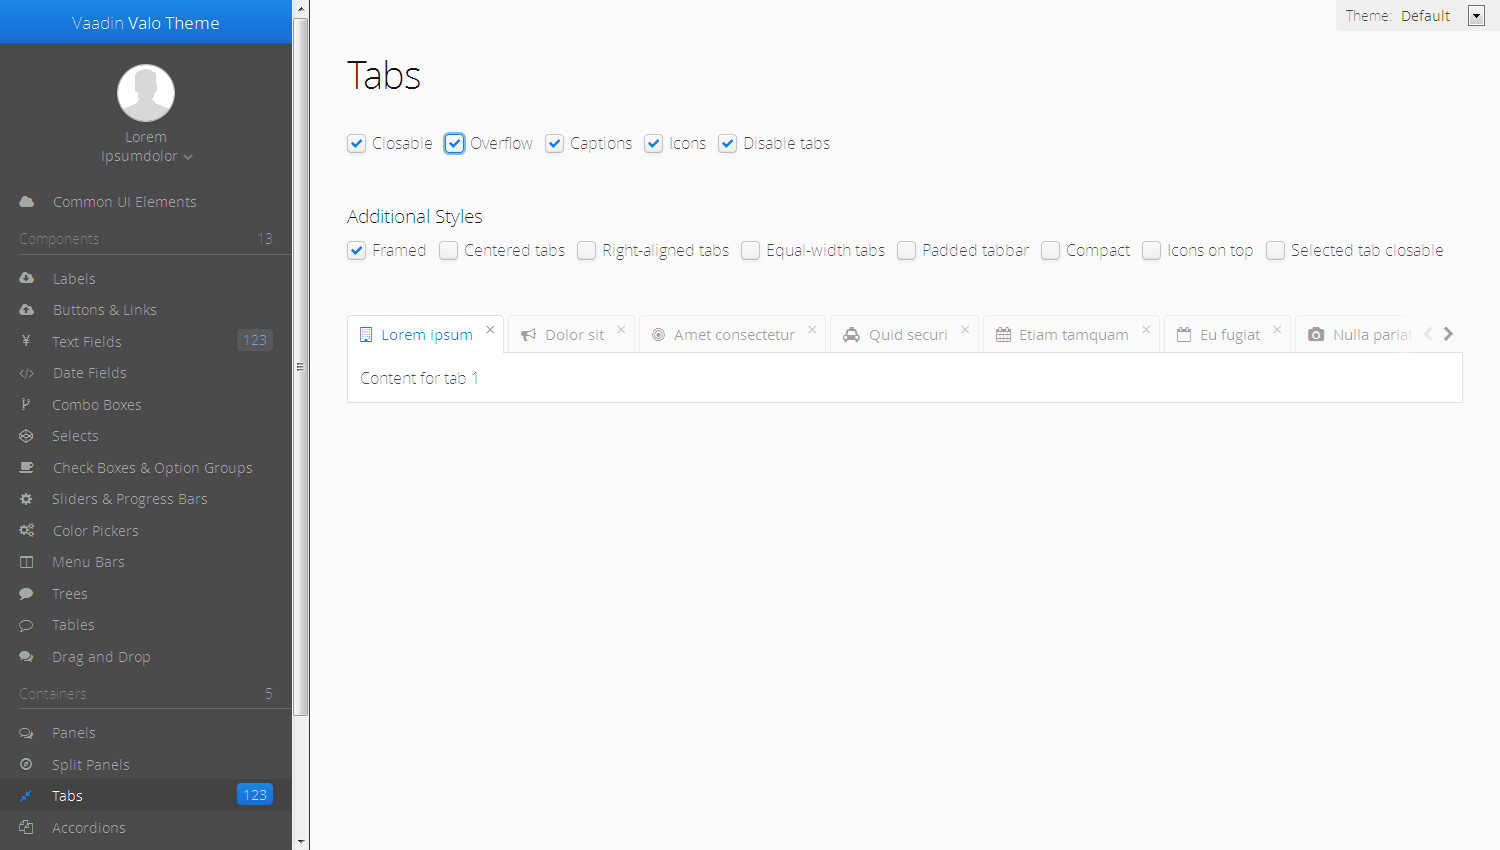 Vaadin Valo Theme
Lorem
Ipsumdolor
Common UI Elements
Components 13
Labels
Buttons & Links
Text Fields 123
Date Fields
Combo Boxes
Selects
Check Boxes & Option Groups
Sliders & Progress Bars
Color Pickers
Menu Bars
Trees
Tables
Drag and Drop
Containers 5
Panels
Split Panels
Tabs 123
Accordions
Theme: Default
Tabs
Closable Overflow Captions Icons Disable tabs
Additional Styles
Framed Centered tabs Right-aligned tabs Equal-width tabs Padded tabbar Compact Icons on top Selected tab closable
Lorem Ipsum Dolor sit Amet consectetur Quid securi Etiam tamquam Eu fugiat Nulla pariat
Content for tab 1